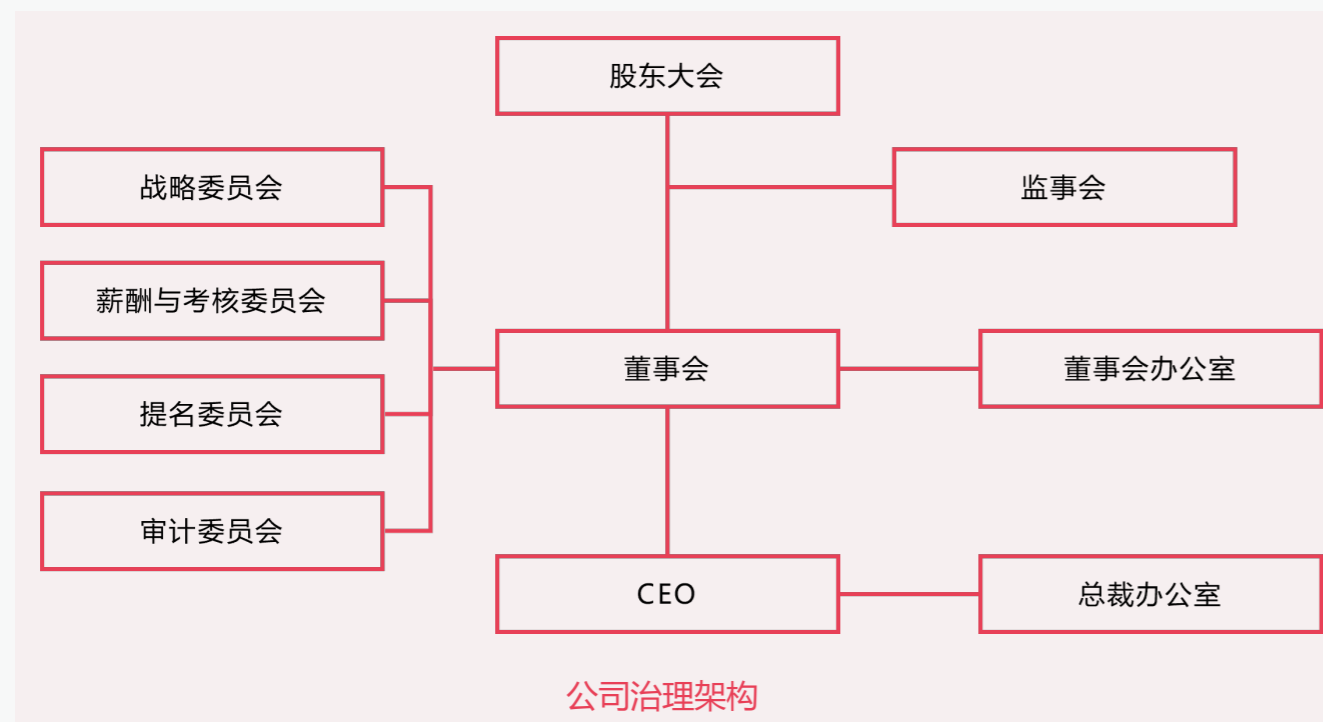 股东大会
战略委员会
监事会
薪酬与考核委员会
董事会
董事会办公室
提名委员会
审计委员会
CEO
总裁办公室
公司治理架构